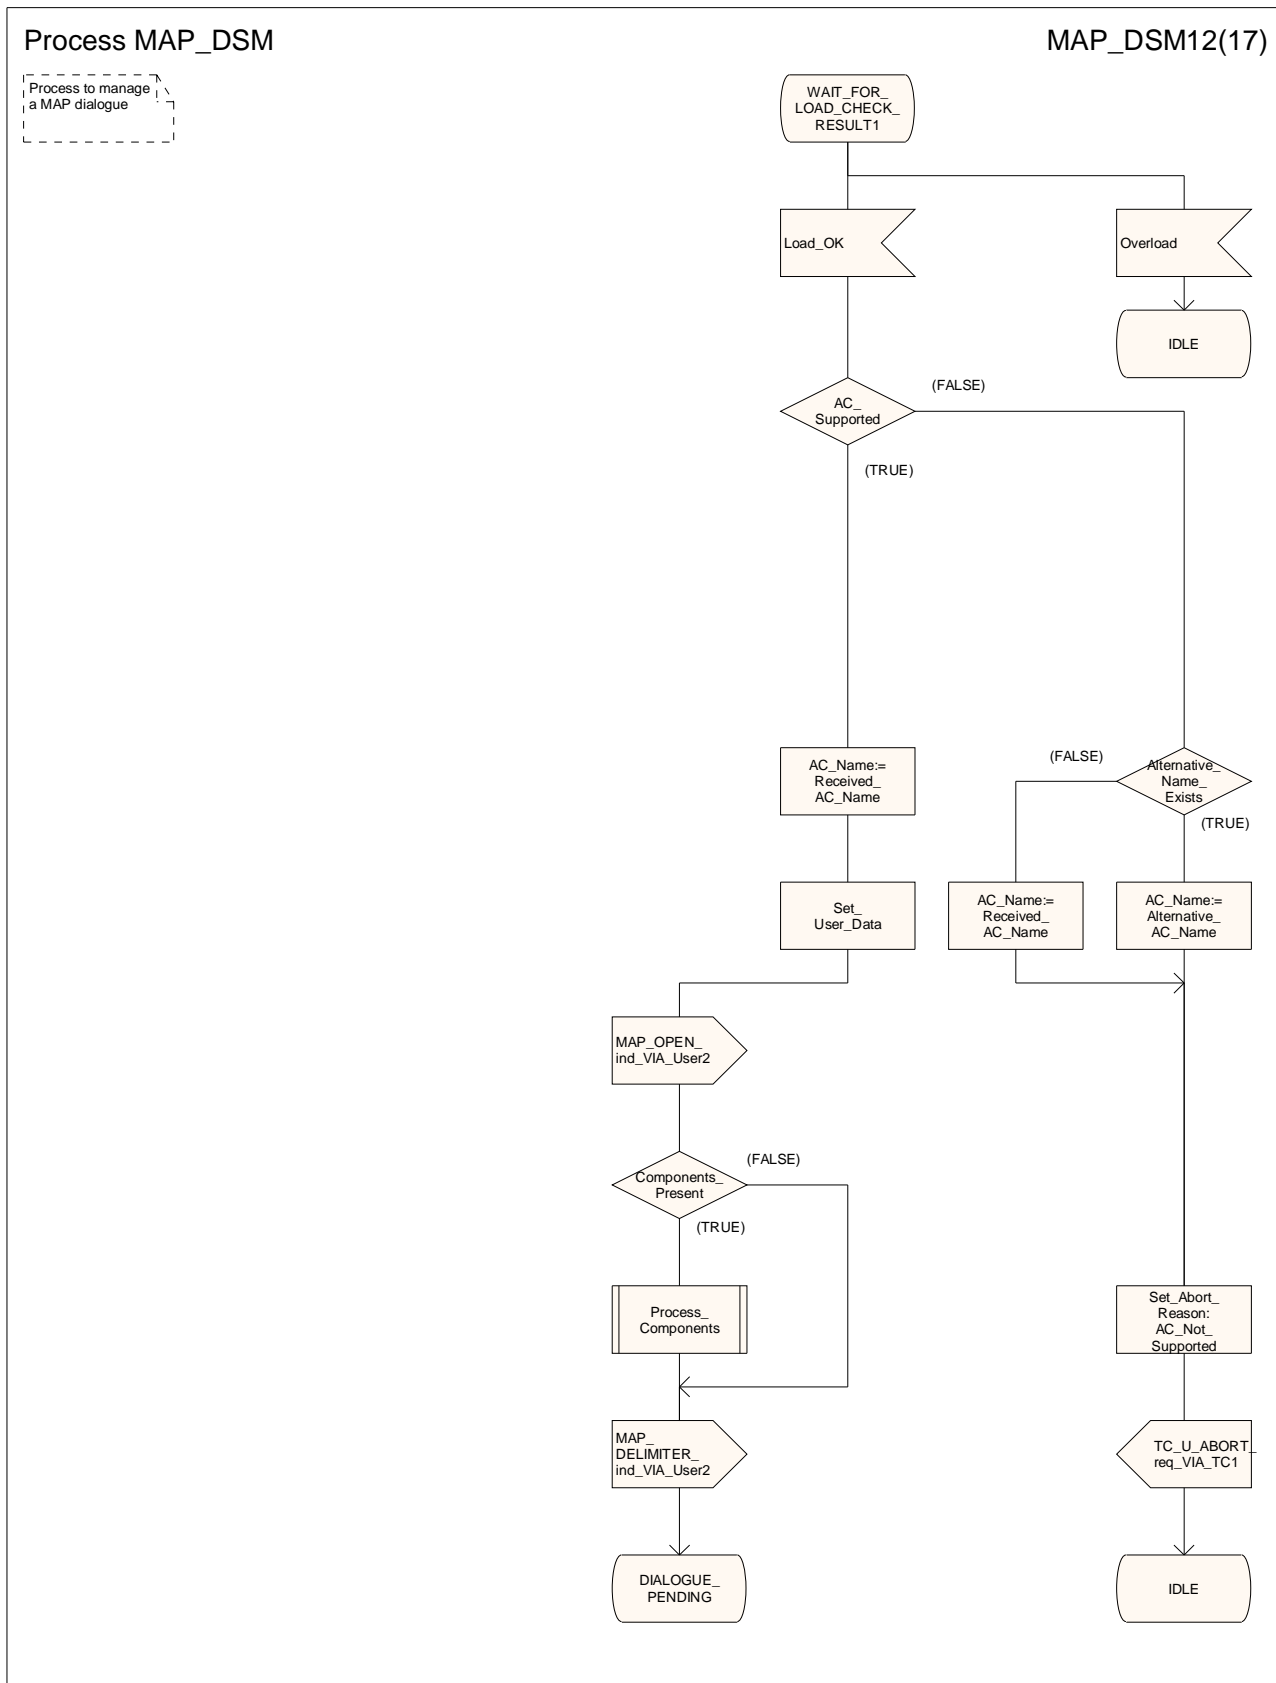 Process MAP_DSM
MAP_DSM12(17)
Process to manage
a MAP dialogue
WAIT_FOR_
LOAD_CHECK_
RESULT1
Load_OK
Overload
IDLE
AC_
Supported
(FALSE)
(TRUE)
AC_Name:=
Received_
AC_Name
(FALSE)
Alternative_
Name_
Exists
(TRUE)
Set_
User_Data
AC_Name:=
Received_
AC_Name
AC_Name:=
Alternative_
AC_Name
MAP_OPEN_
ind_VIA_User2
Components_
Present
(FALSE)
(TRUE)
Process_
Components
Set_Abort_
Reason:
AC_Not_
Supported
MAP_
DELIMITER_
ind_VIA_User2
TC_U_ABORT_
req_VIA_TC1
DIALOGUE_
PENDING
IDLE